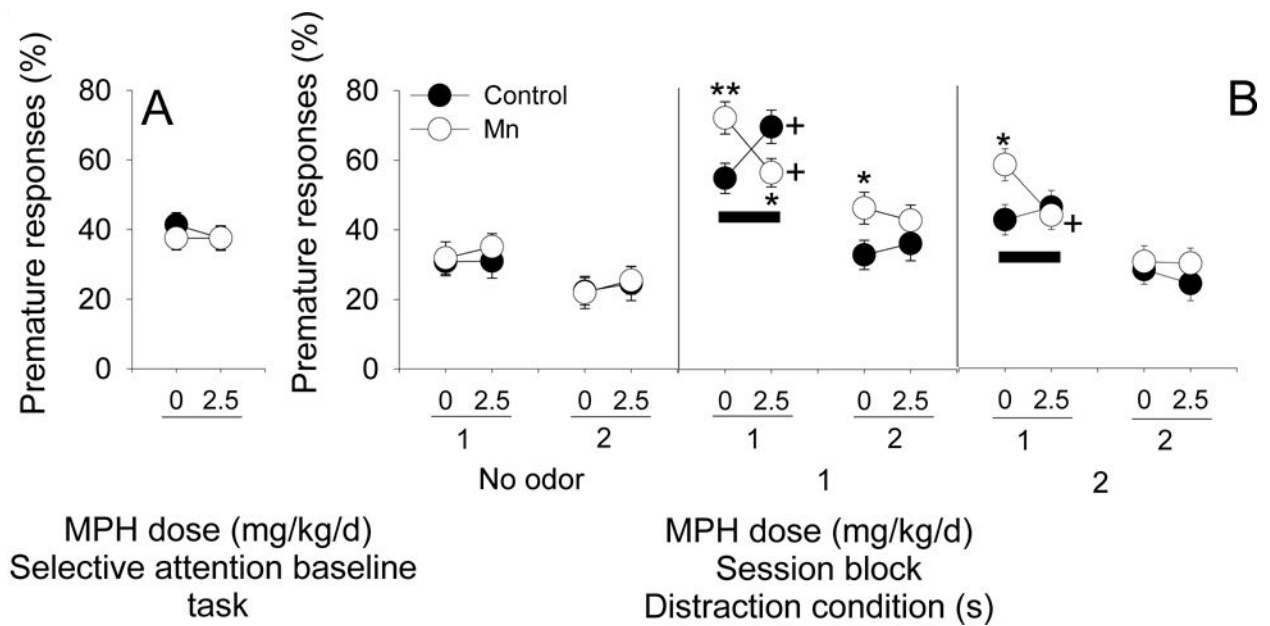 Premature responses (%)
80
60
40
20
0
A
0 2.5
MPH dose (mg/kg/d)
Selective attention baseline
task
Premature responses (%)
80
60
40
20
0
Control
Mn
B
** + + * * * +
0 2.5 0 2.5 0 2.5 0 2.5 0 2.5 0 2.5
1 2 1 2 1 2
No odor 1 2
MPH dose (mg/kg/d)
Session block
Distraction condition (s)